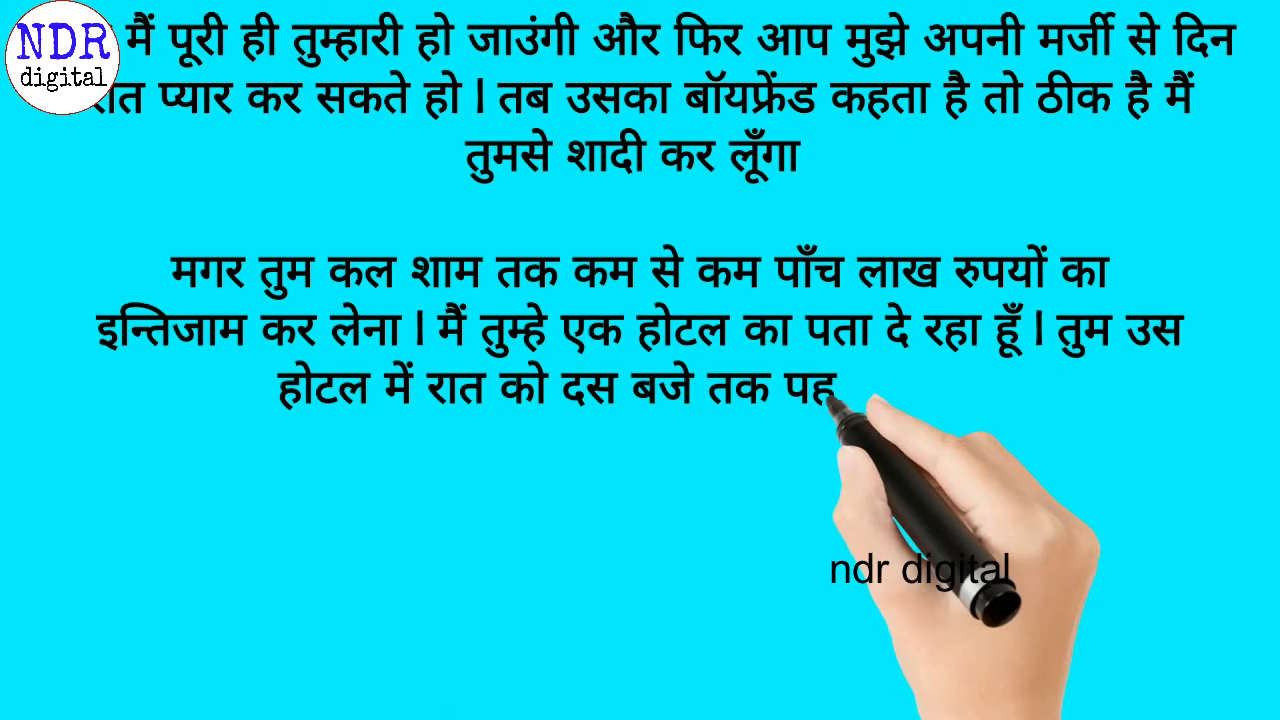 NDR
digital
मैं पूरी ही तुम्हारी हो जाउंगी और फिर आप मुझे अपनी मर्जी से दिन
रात प्यार कर सकते हो l तब उसका बॉयफ्रेंड कहता है तो ठीक है मैं
तुमसे शादी कर लूँगा
मगर तुम कल शाम तक कम से कम पाँच लाख रुपयों का
इन्तिजाम कर लेना l मैं तुम्हे एक होटल का पता दे रहा हूँ l तुम उस
होटल में रात को दस बजे तक पह
ndr digital